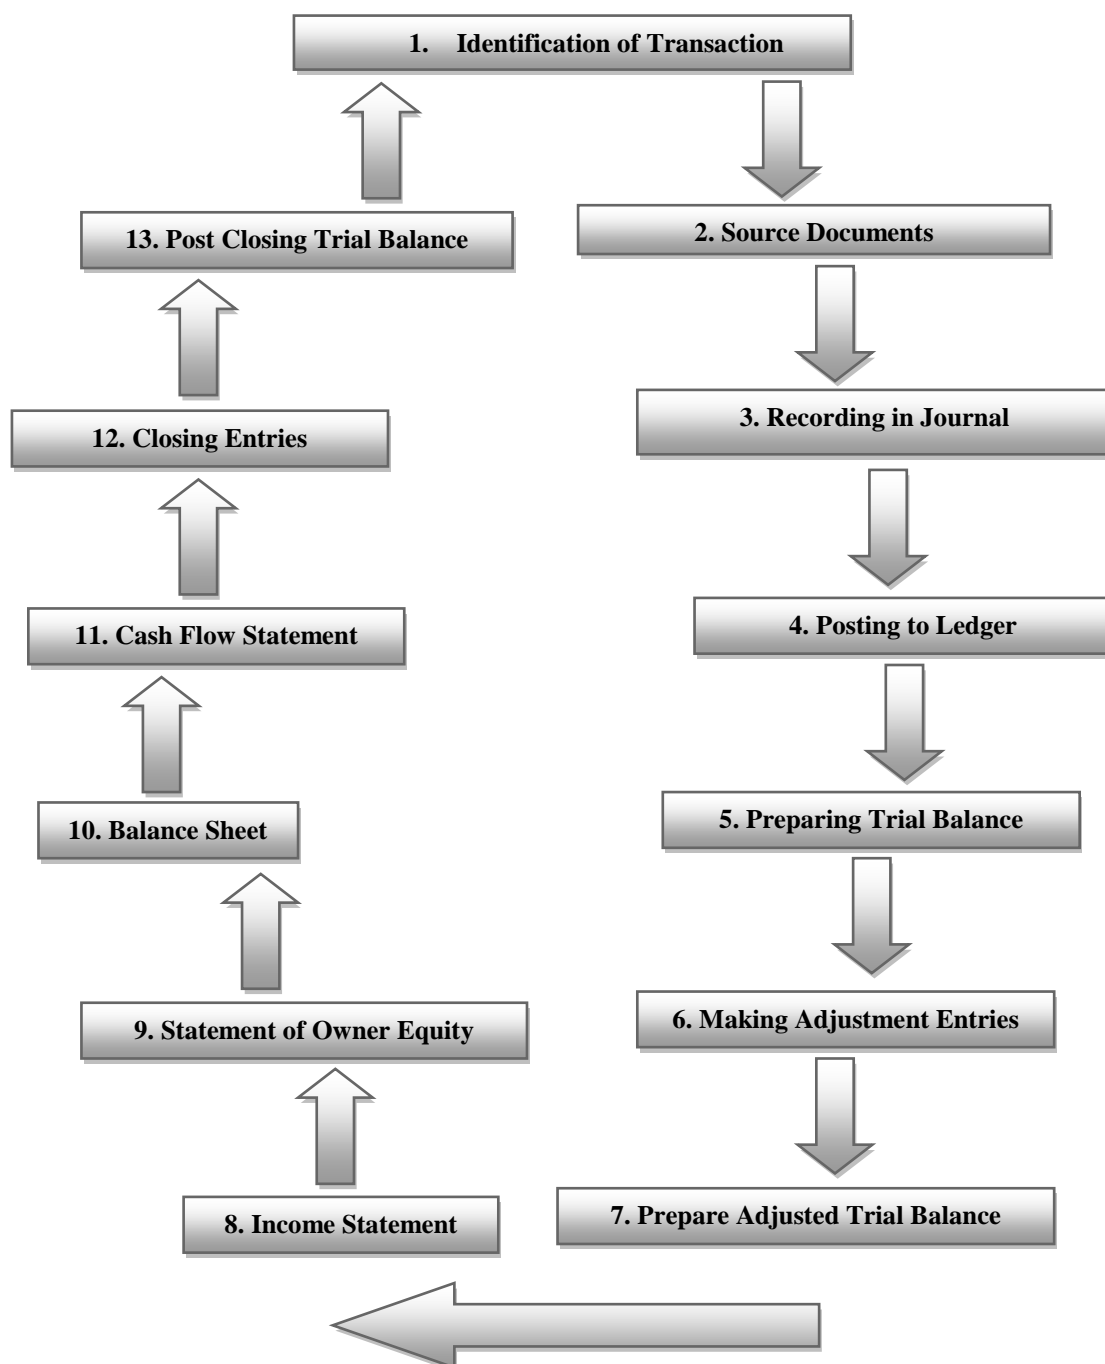 1. Identification of Transaction
2. Source Documents
3. Recording in Journal
4. Posting to Ledger
5. Preparing Trial Balance
6. Making Adjustment Entries
7. Prepare Adjusted Trial Balance
8. Income Statement
9. Statement of Owner Equity
10. Balance Sheet
11. Cash Flow Statement
12. Closing Entries
13. Post Closing Trial Balance